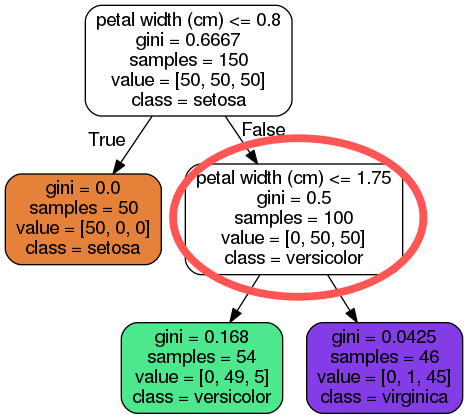 petal width (cm) <= 0.8
gini = 0.6667
samples = 150
value = [50, 50, 50]
class = setosa
True
False
gini = 0.0
samples = 50
value = [50, 0, 0]
class = setosa
petal width (cm) <= 1.75
gini = 0.5
samples = 100
value = [0, 50, 50]
class = versicolor
gini = 0.168
samples = 54
value = [0, 49, 5]
class = versicolor
gini = 0.0425
samples = 46
value = [0, 1, 45]
class = virginica